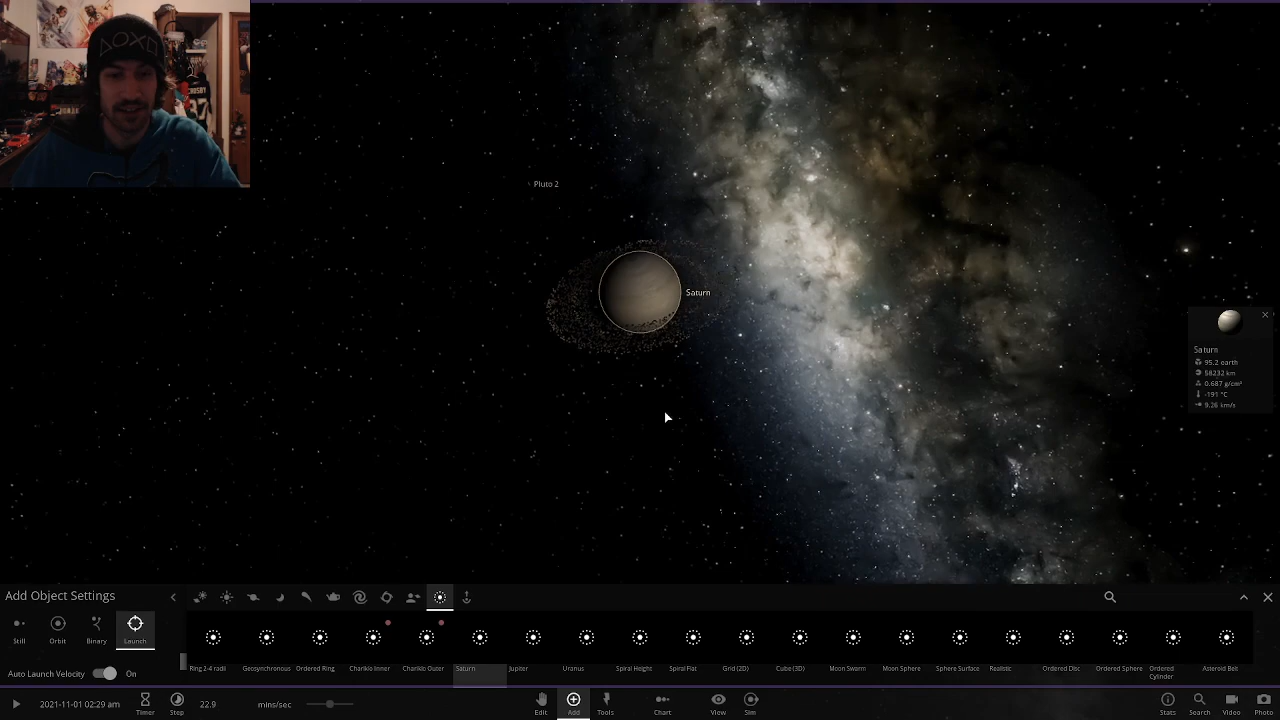 Pluto 2
Saturn
Saturn
95.2 earth
58232 km
0.687 g/cm³
-191 °C
9.26 km/s
Add Object Settings
Still
Orbit
Binary
Launch
Ring 2-4 radii
Geosynchronous
Ordered Ring
Chariklo Inner
Chariklo Outer
Saturn
Jupiter
Uranus
Spiral Height
Spiral Flat
Grid (2D)
Cube (3D)
Moon Swarm
Moon Sphere
Sphere Surface
Realistic
Ordered Disc
Ordered Sphere
Ordered
Cylinder
Asteroid Belt
Auto Launch Velocity
On
2021-11-01 02:29 am
Timer
Step
22.9
mins/sec
Edit
Add
Tools
Chart
View
Sim
Stats
Search
Video
Photo